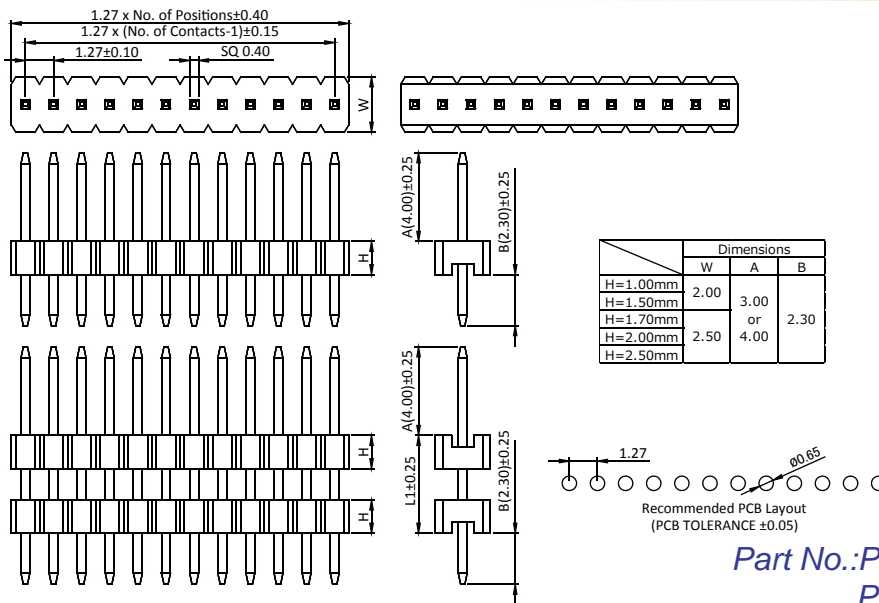 1.27 x No. of Positions±0.40
1.27 x (No. of Contacts-1)±0.15
1.27±0.10
SQ 0.40
W
A(4.00)±0.25
B(2.30)±0.25
H
Dimensions
W A B
H=1.00mm
H=1.50mm
H=1.70mm
H=2.00mm
H=2.50mm
2.00
2.50
3.00
or
4.00
2.30
A(4.00)±0.25
L1±0.25
B(2.30)±0.25
H
H
1.27
ø0.65
Recommended PCB Layout
(PCB TOLERANCE ±0.05)
Part No.:P
P